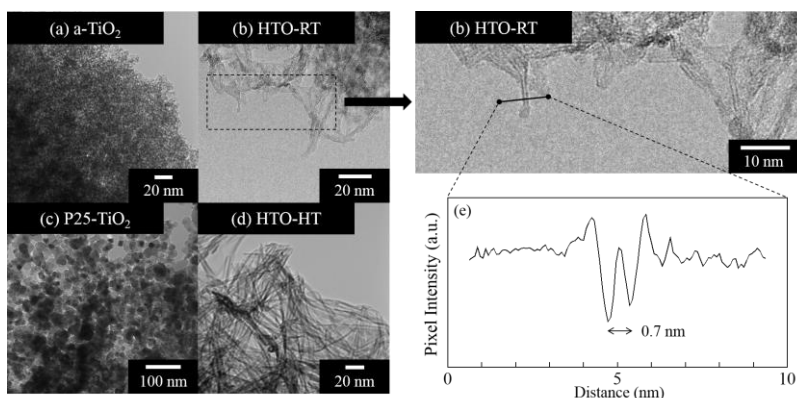 (a) a-TiO₂
20 nm
(b) HTO-RT
20 nm
(c) P25-TiO₂
100 nm
(d) HTO-HT
20 nm
(b) HTO-RT
10 nm
(e)
Pixel Intensity (a.u.)
0.7 nm
0 5 10
Distance (nm)